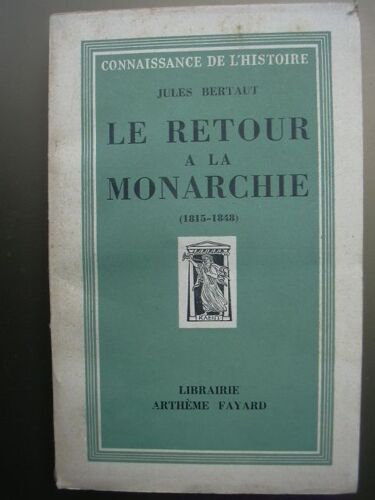 CONNAISSANCE DE L'HISTOIRE
JULES BERTAUT
LE RETOUR
A LA
MONARCHIE
(1815-1848)
LIBRAIRIE
ARTHÈME FAYARD